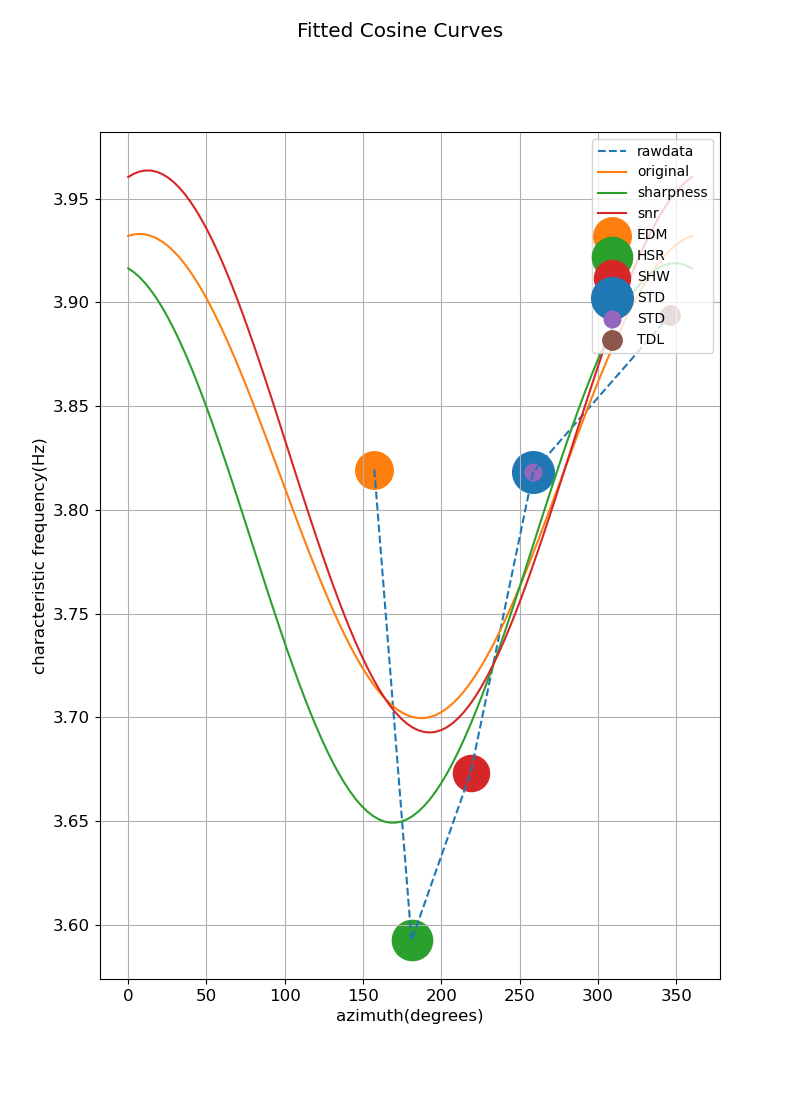 Fitted Cosine Curves
rawdata
original
sharpness
snr
EDM
HSR
SHW
STD
STD
TDL
3.95
3.90
3.85
3.80
3.75
3.70
3.65
3.60
characteristic frequency(Hz)
0 50 100 150 200 250 300 350
azimuth(degrees)